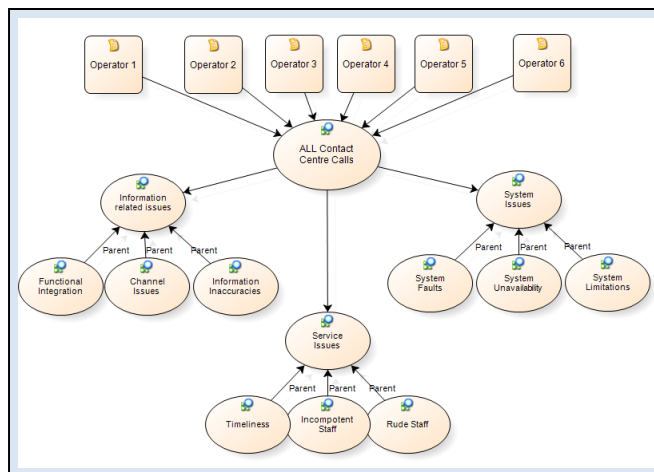 Operator 1
Operator 2
Operator 3
Operator 4
Operator 5
Operator 6
ALL Contact
Centre Calls
Information
related issues
System
Issues
Parent
Parent
Parent
Parent
Parent
Parent
Functional
Integration
Channel
Issues
Information
Inaccuracies
System
Faults
System
Unavailability
System
Limitations
Service
Issues
Parent
Parent
Parent
Timeliness
Incompotent
Staff
Rude Staff